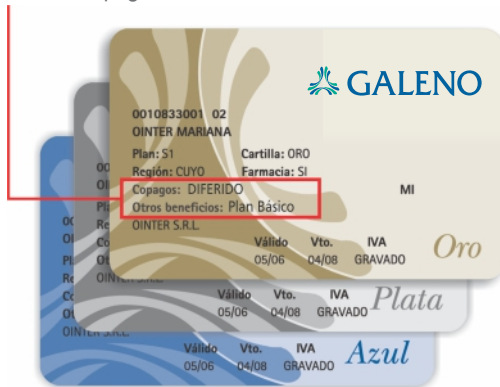 GALENO
0010833001 02
OINTER MARIANA
Plan: S1 Cartilla: ORO
Región: CUYO Farmacia: SI
Copagos: DIFERIDO MI
Otros beneficios: Plan Básico
OINTER S.R.L.
Válido Vto. IVA
05/06 04/08 GRAVADO
Oro
Válido Vto. IVA
05/06 04/08 GRAVADO
Plata
OINTER S.R.L.
Válido Vto. IVA
05/06 04/08 GRAVADO
Azul